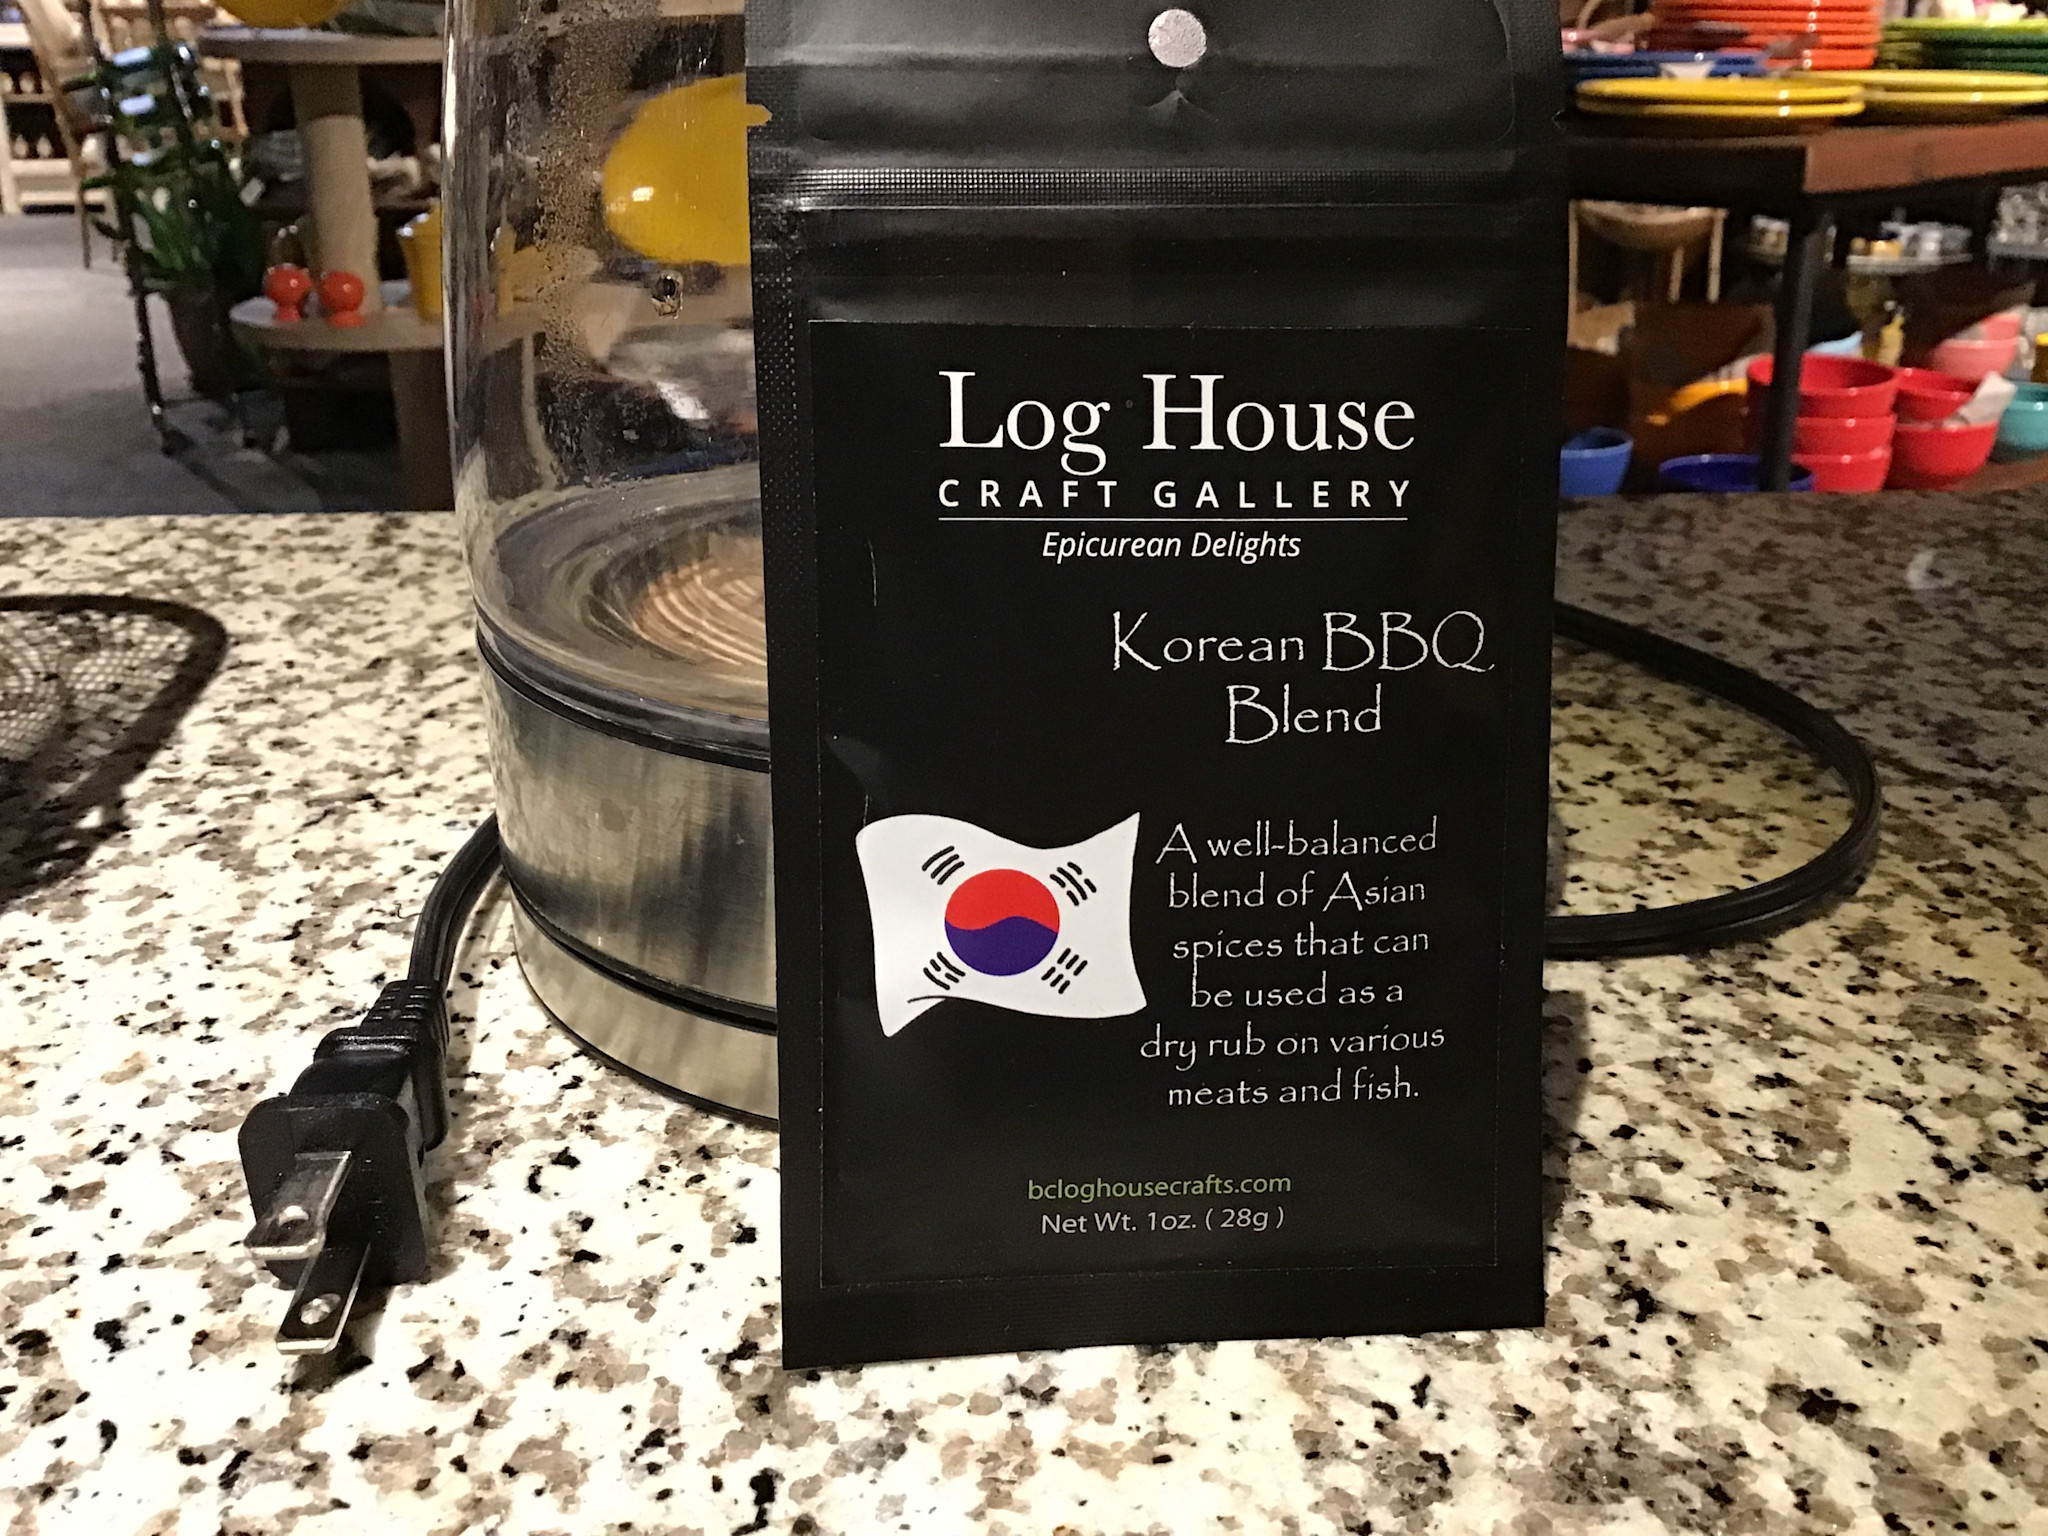 Log House
CRAFT GALLERY
Epicurean Delights
Korean BBQ
Blend
A well-balanced
blend of Asian
spices that can
be used as a
dry rub on various
meats and fish.
bcloghousecrafts.com
Net Wt. 1oz. ( 28g )